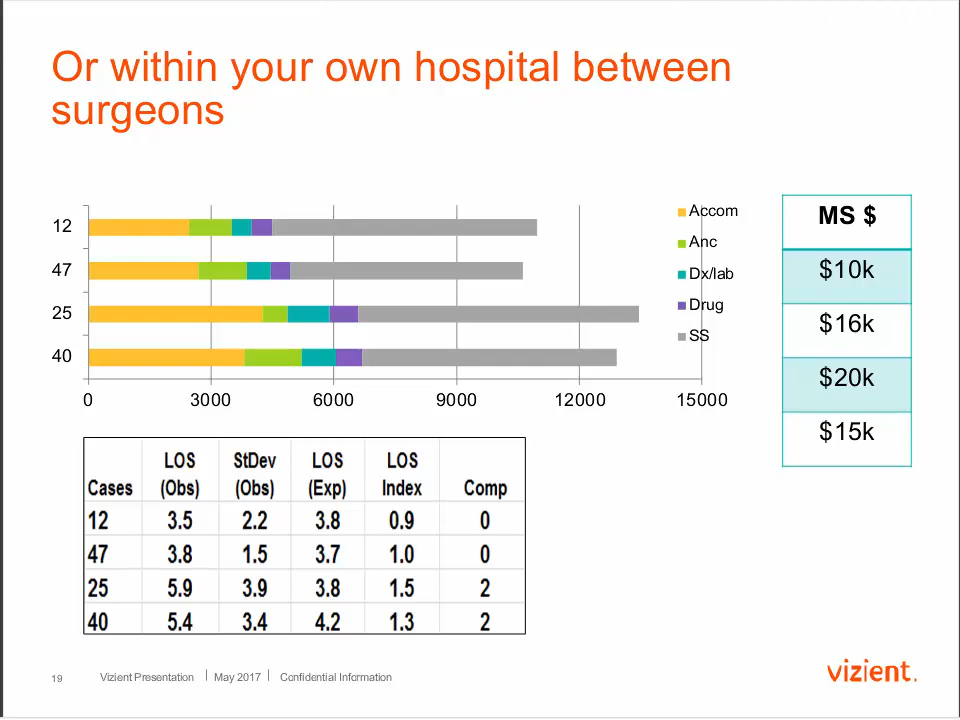 Or within your own hospital between
surgeons
12
47
25
40
0 3000 6000 9000 12000 15000
Accom
Anc
Dx/lab
Drug
SS
MS $
$10k
$16k
$20k
$15k
Cases LOS (Obs) StDev (Obs) LOS (Exp) LOS Index Comp
12 3.5 2.2 3.8 0.9 0
47 3.8 1.5 3.7 1.0 0
25 5.9 3.9 3.8 1.5 2
40 5.4 3.4 4.2 1.3 2
19 Vizient Presentation | May 2017 | Confidential Information
vizient.